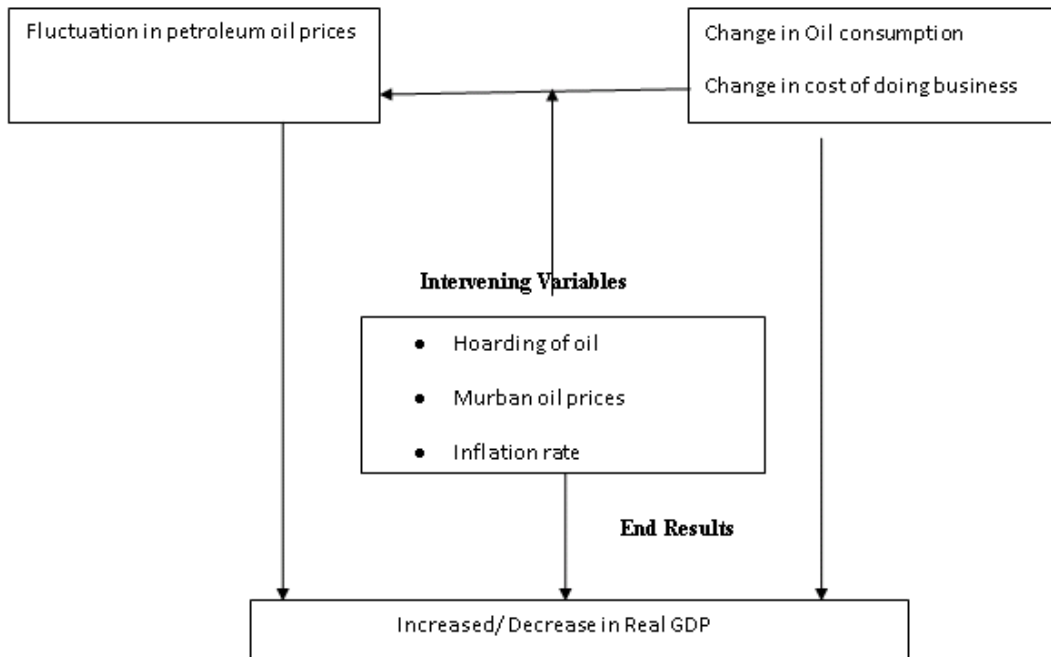 Fluctuation in petroleum oil prices
Change in Oil consumption
Change in cost of doing business
Intervening Variables
● Hoarding of oil
● Murban oil prices
● Inflation rate
End Results
Increased/ Decrease in Real GDP